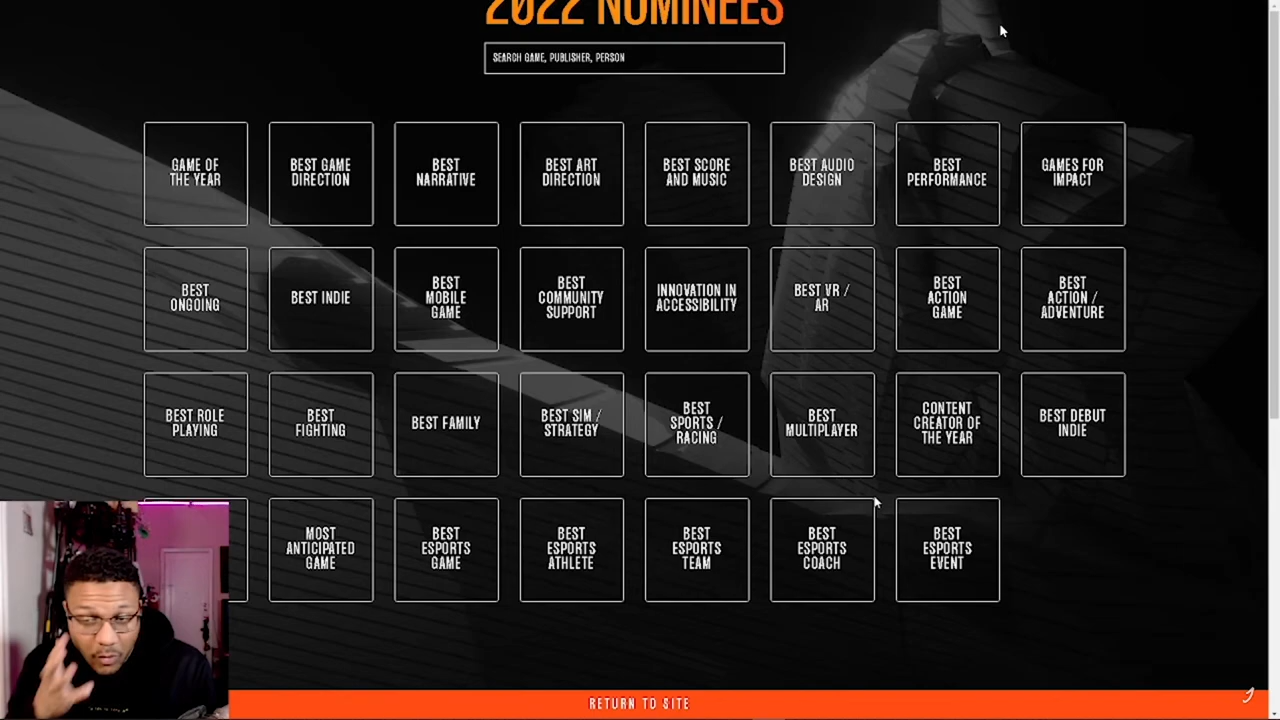 2022 NOMINEES
SEARCH GAME, PUBLISHER, PERSON
GAME OF
THE YEAR
BEST GAME
DIRECTION
BEST
NARRATIVE
BEST ART
DIRECTION
BEST SCORE
AND MUSIC
BEST AUDIO
DESIGN
BEST
PERFORMANCE
GAMES FOR
IMPACT
BEST
ONGOING
BEST INDIE
BEST
MOBILE
GAME
BEST
COMMUNITY
SUPPORT
INNOVATION IN
ACCESSIBILITY
BEST VR /
AR
BEST
ACTION
GAME
BEST
ACTION /
ADVENTURE
BEST ROLE
PLAYING
BEST
FIGHTING
BEST FAMILY
BEST SIM /
STRATEGY
BEST
SPORTS /
RACING
BEST
MULTIPLAYER
CONTENT
CREATOR OF
THE YEAR
BEST DEBUT
INDIE
MOST
ANTICIPATED
GAME
BEST
ESPORTS
GAME
BEST
ESPORTS
ATHLETE
BEST
ESPORTS
TEAM
BEST
ESPORTS
COACH
BEST
ESPORTS
EVENT
RETURN TO SITE